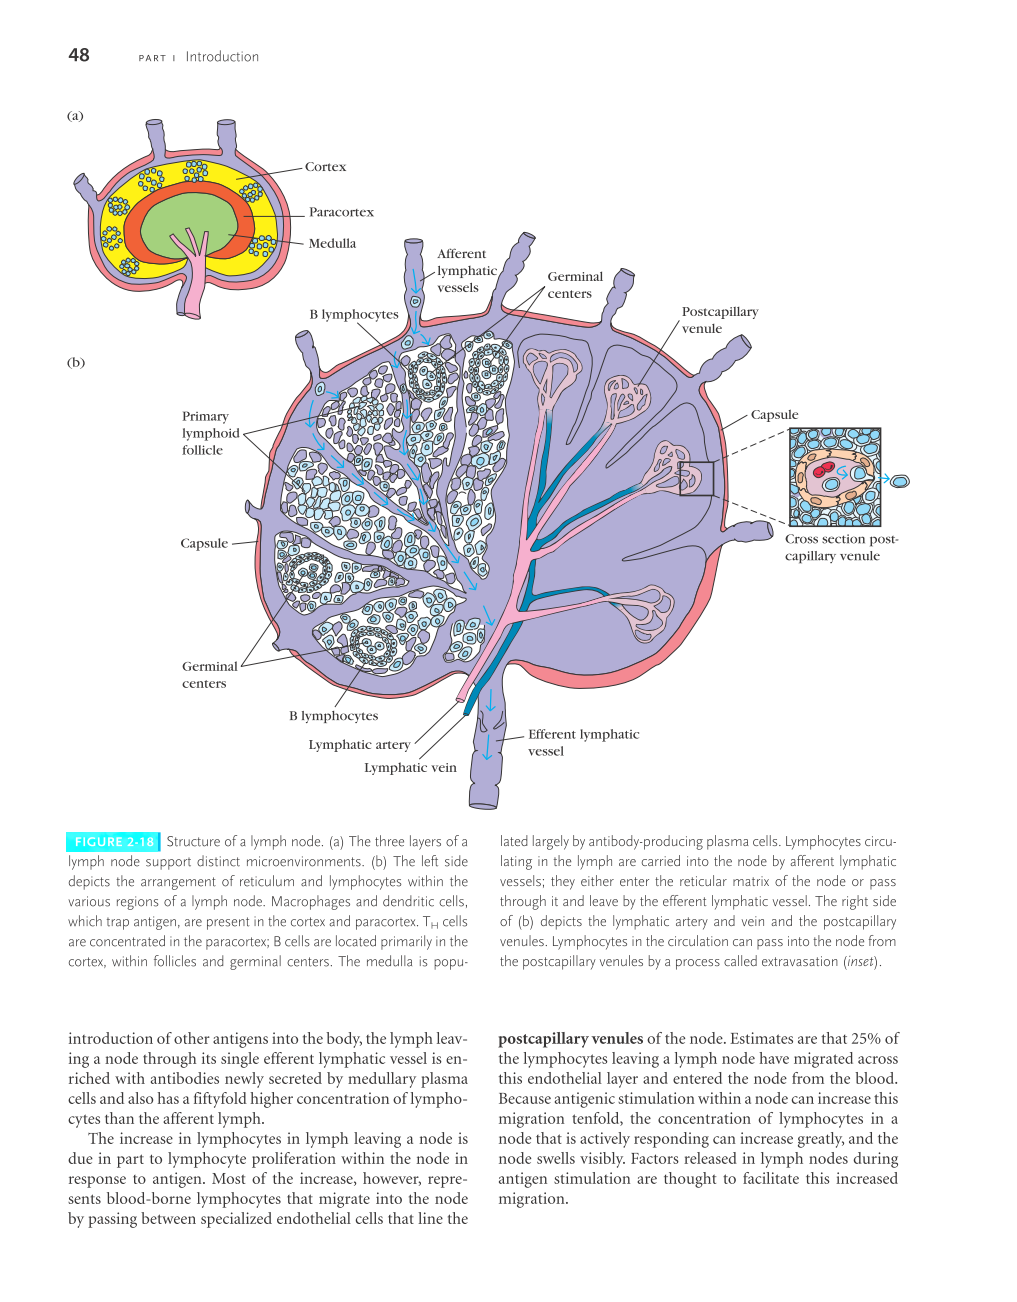 48 PART I Introduction
(a)
Cortex
Paracortex
Medulla
Afferent
lymphatic
vessels
Germinal
centers
B lymphocytes
Postcapillary
venule
(b)
Primary
lymphoid
follicle
Capsule
Capsule
Cross section post-
capillary venule
Germinal
centers
B lymphocytes
Lymphatic artery
Lymphatic vein
Efferent lymphatic
vessel
FIGURE 2-18 Structure of a lymph node. (a) The three layers of a
lymph node support distinct microenvironments. (b) The left side
depicts the arrangement of reticulum and lymphocytes within the
various regions of a lymph node. Macrophages and dendritic cells,
which trap antigen, are present in the cortex and paracortex. TH cells
are concentrated in the paracortex; B cells are located primarily in the
cortex, within follicles and germinal centers. The medulla is popu-
lated largely by antibody-producing plasma cells. Lymphocytes circu-
lating in the lymph are carried into the node by afferent lymphatic
vessels; they either enter the reticular matrix of the node or pass
through it and leave by the efferent lymphatic vessel. The right side
of (b) depicts the lymphatic artery and vein and the postcapillary
venules. Lymphocytes in the circulation can pass into the node from
the postcapillary venules by a process called extravasation (inset).
introduction of other antigens into the body, the lymph leav-
ing a node through its single efferent lymphatic vessel is en-
riched with antibodies newly secreted by medullary plasma
cells and also has a fiftyfold higher concentration of lympho-
cytes than the afferent lymph.
The increase in lymphocytes in lymph leaving a node is
due in part to lymphocyte proliferation within the node in
response to antigen. Most of the increase, however, repre-
sents blood-borne lymphocytes that migrate into the node
by passing between specialized endothelial cells that line the
postcapillary venules of the node. Estimates are that 25% of
the lymphocytes leaving a lymph node have migrated across
this endothelial layer and entered the node from the blood.
Because antigenic stimulation within a node can increase this
migration tenfold, the concentration of lymphocytes in a
node that is actively responding can increase greatly, and the
node swells visibly. Factors released in lymph nodes during
antigen stimulation are thought to facilitate this increased
migration.